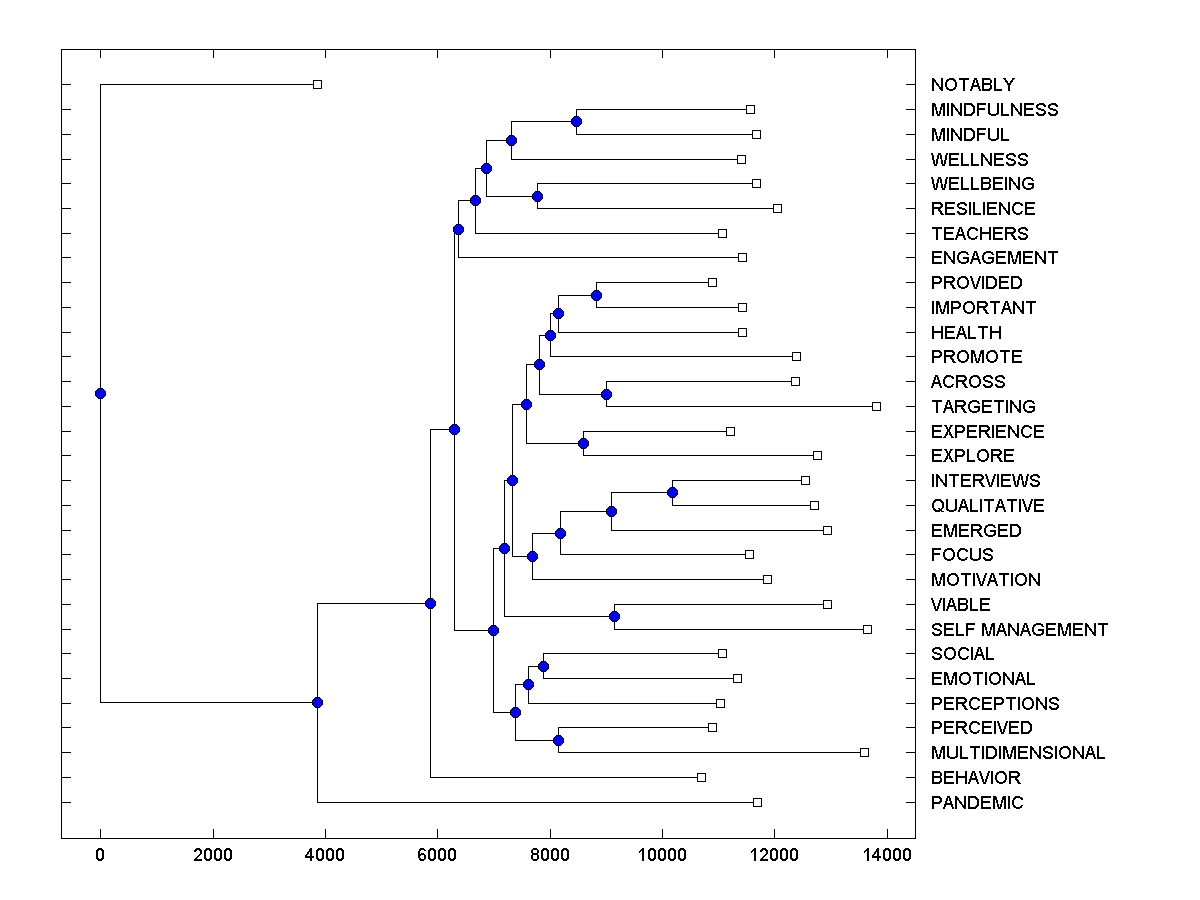 NOTABLY
MINDFULNESS
MINDFUL
WELLNESS
WELLBEING
RESILIENCE
TEACHERS
ENGAGEMENT
PROVIDED
IMPORTANT
HEALTH
PROMOTE
ACROSS
TARGETING
EXPERIENCE
EXPLORE
INTERVIEWS
QUALITATIVE
EMERGED
FOCUS
MOTIVATION
VIABLE
SELF MANAGEMENT
SOCIAL
EMOTIONAL
PERCEPTIONS
PERCEIVED
MULTIDIMENSIONAL
BEHAVIOR
PANDEMIC
0 2000 4000 6000 8000 10000 12000 14000